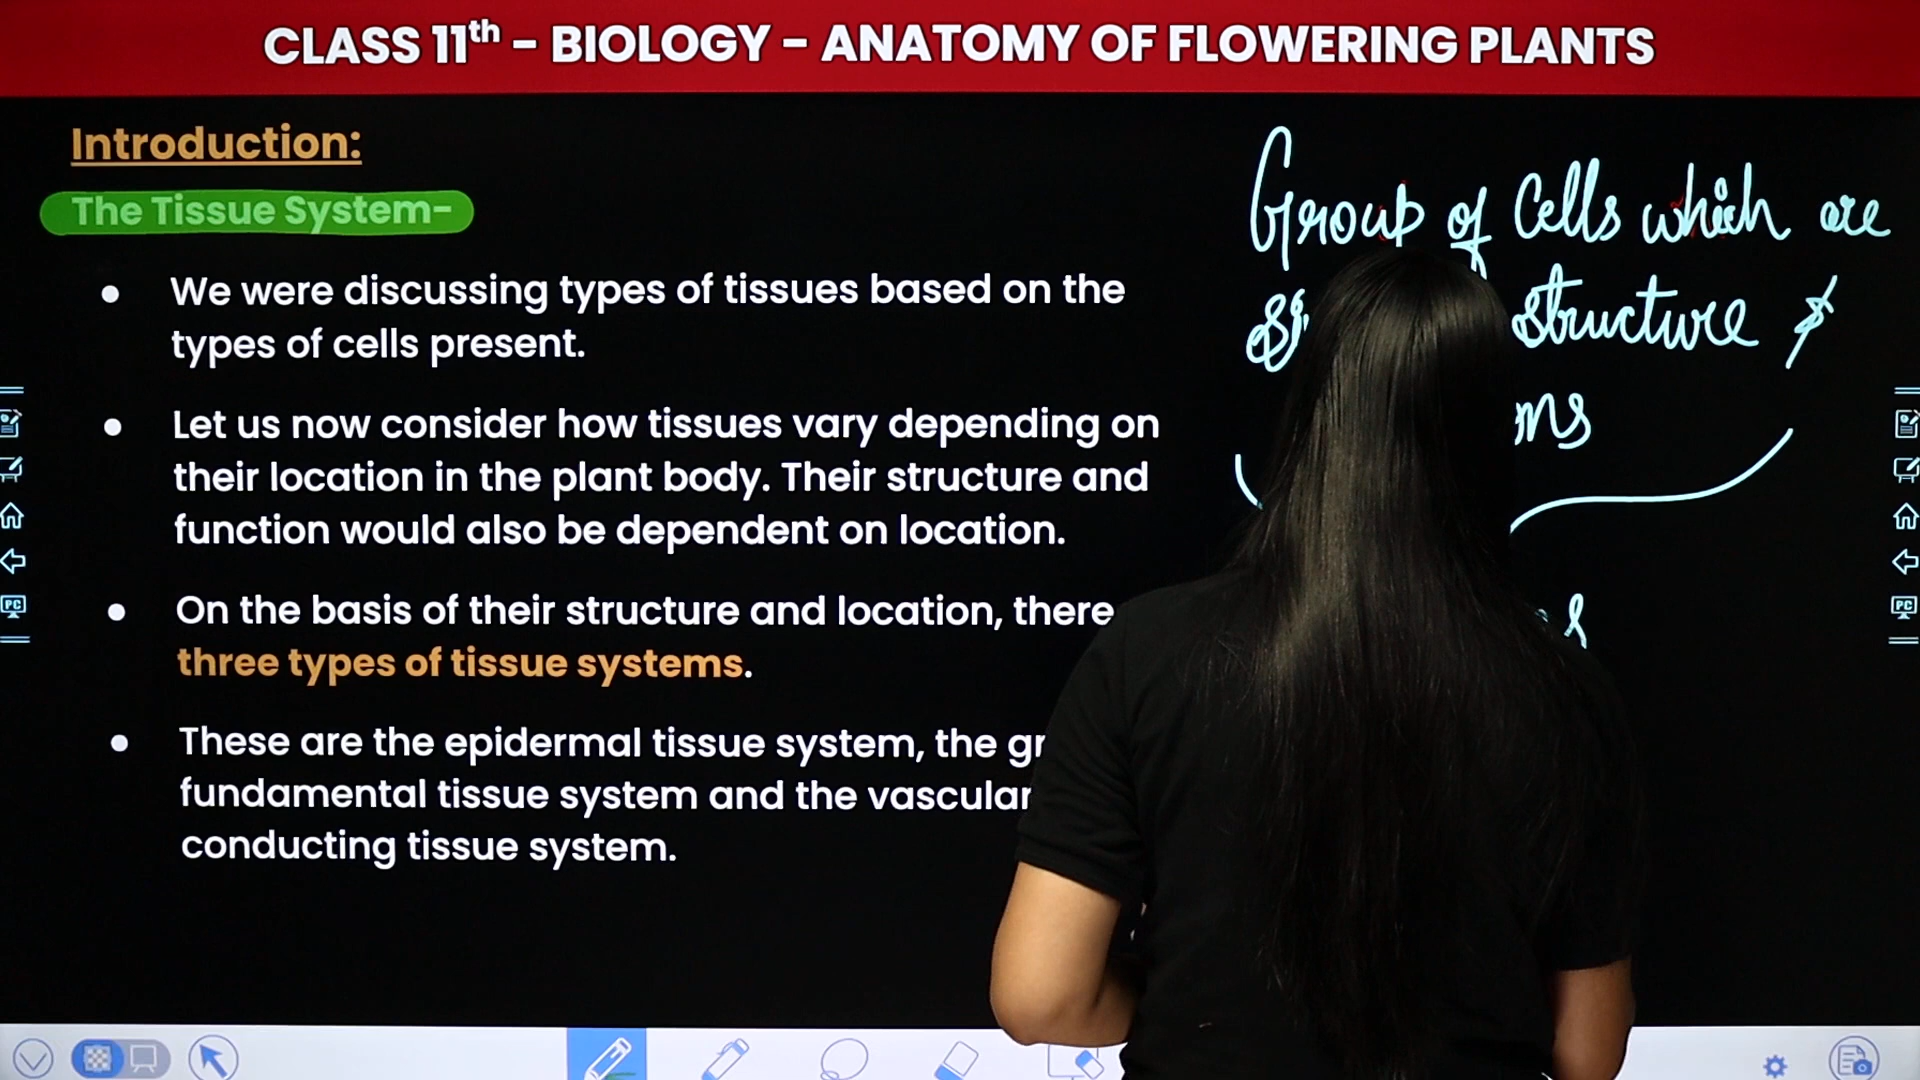 CLASS 11th - BIOLOGY - ANATOMY OF FLOWERING PLANTS
Introduction:
The Tissue System-
• We were discussing types of tissues based on the
types of cells present.
• Let us now consider how tissues vary depending on
their location in the plant body. Their structure and
function would also be dependent on location.
• On the basis of their structure and location, there
three types of tissue systems.
• These are the epidermal tissue system, the gr
fundamental tissue system and the vascular
conducting tissue system.
Group of Cells which are
structure &
PC
PC